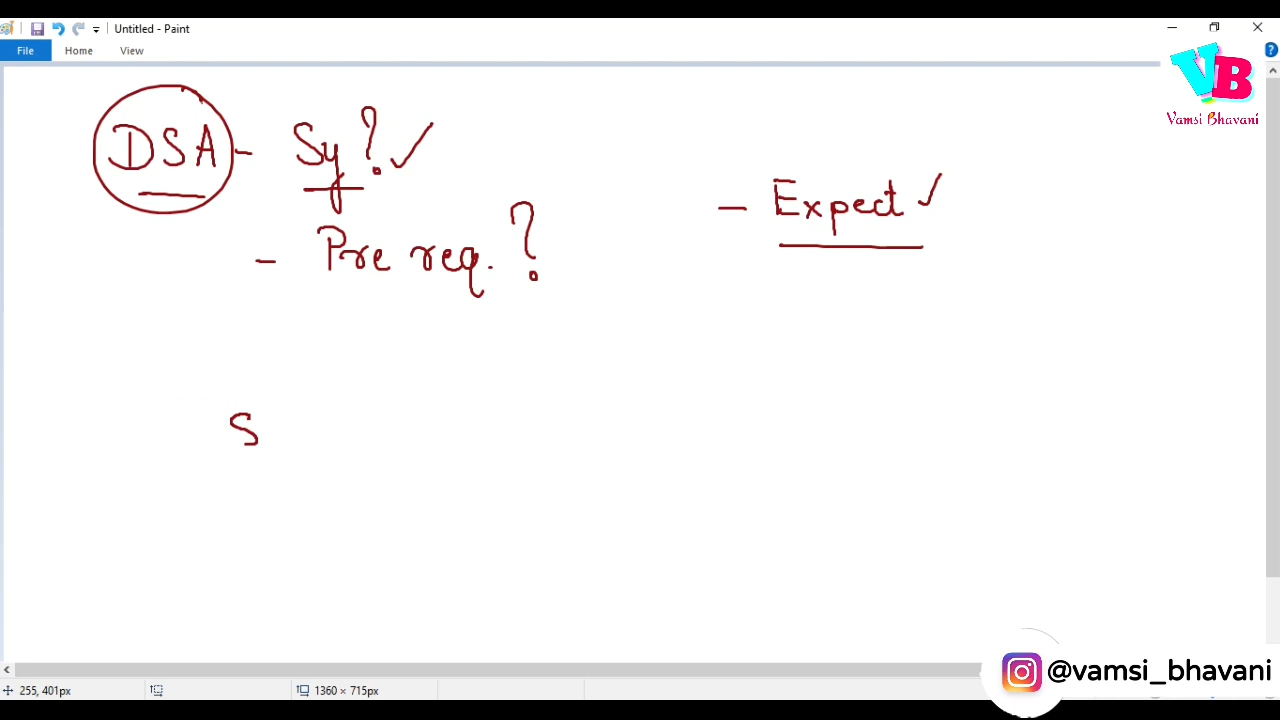 Untitled - Paint
File Home View
?
VB
Vamsi Bhavani
DSA - Sy? ✓
- Expect ✓
- Pre req. ?
S
@vamsi_bhavani
255, 401px
1360 × 715px